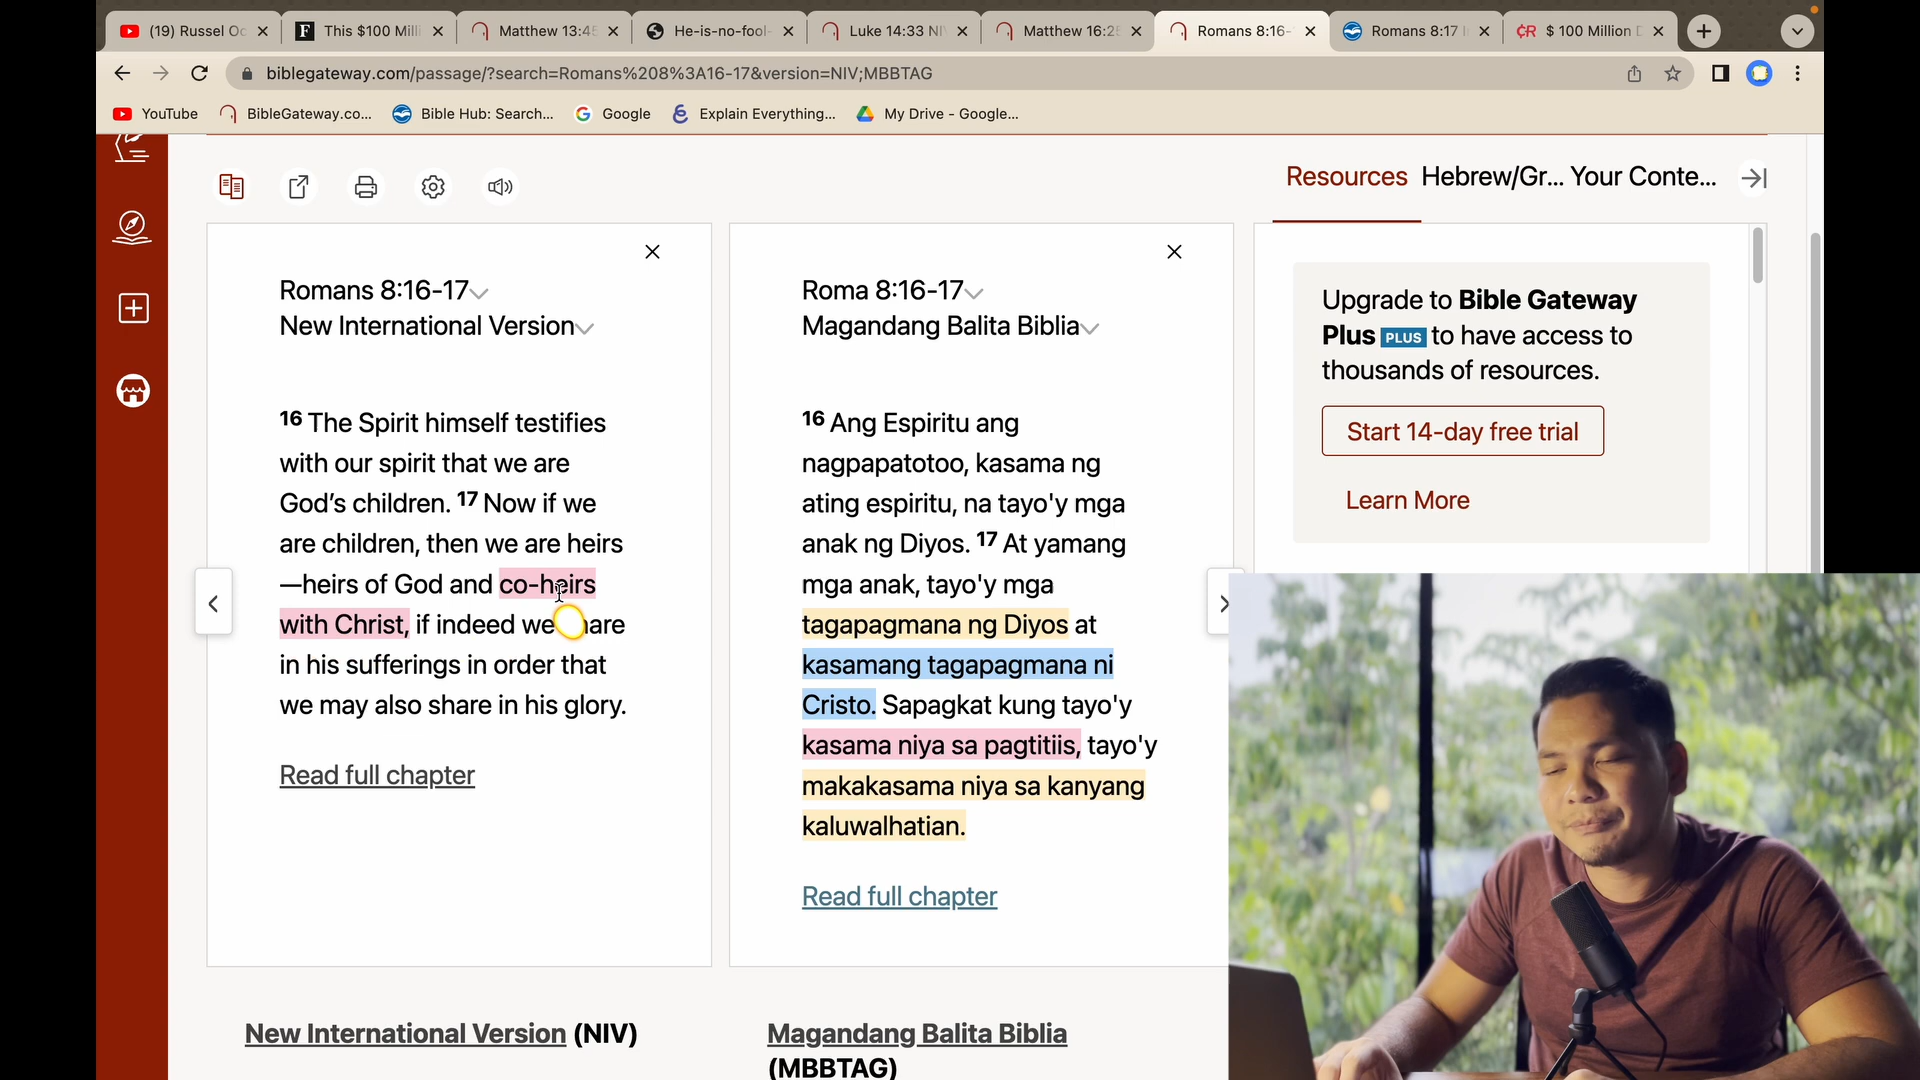 (19) Russel Oc
This $100 Milli
Matthew 13:45
He-is-no-fool-
Luke 14:33 NI
Matthew 16:25
Romans 8:16-
Romans 8:17 I
$ 100 Million D
biblegateway.com/passage/?search=Romans%208%3A16-17&version=NIV;MBBTAG
YouTube
BibleGateway.co...
Bible Hub: Search...
Google
Explain Everything...
My Drive - Google...
Resources
Hebrew/Gr...
Your Conte...
Romans 8:16-17
New International Version
16 The Spirit himself testifies
with our spirit that we are
God's children. 17 Now if we
are children, then we are heirs
—heirs of God and co-heirs
with Christ, if indeed we hare
in his sufferings in order that
we may also share in his glory.
Read full chapter
Roma 8:16-17
Magandang Balita Biblia
16 Ang Espiritu ang
nagpapatotoo, kasama ng
ating espiritu, na tayo'y mga
anak ng Diyos. 17 At yamang
mga anak, tayo'y mga
tagapagmana ng Diyos at
kasamang tagapagmana ni
Cristo. Sapagkat kung tayo'y
kasama niya sa pagtitiis, tayo'y
makakasama niya sa kanyang
kaluwalhatian.
Read full chapter
Upgrade to Bible Gateway
Plus PLUS to have access to
thousands of resources.
Start 14-day free trial
Learn More
New International Version (NIV)
Magandang Balita Biblia
(MBBTAG)